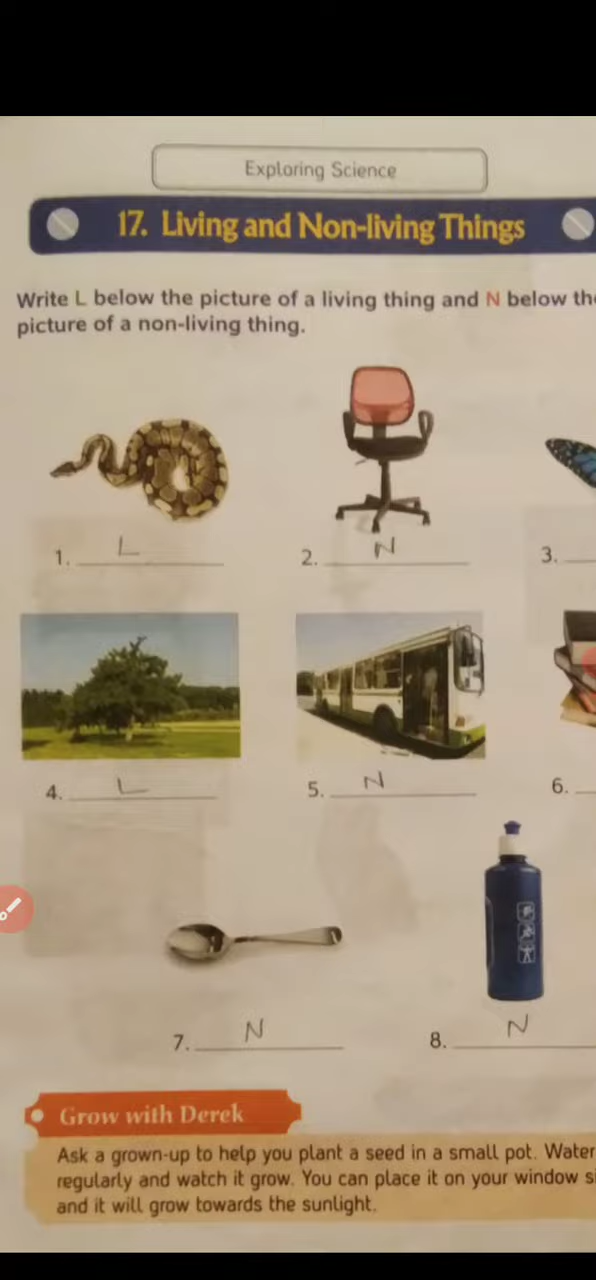 Exploring Science
17. Living and Non-living Things
Write L below the picture of a living thing and N below the
picture of a non-living thing.
1. L
2. N
3.
4. L
5. N
6.
7. N
8. N
Grow with Derek
Ask a grown-up to help you plant a seed in a small pot. Water
regularly and watch it grow. You can place it on your window
and it will grow towards the sunlight.